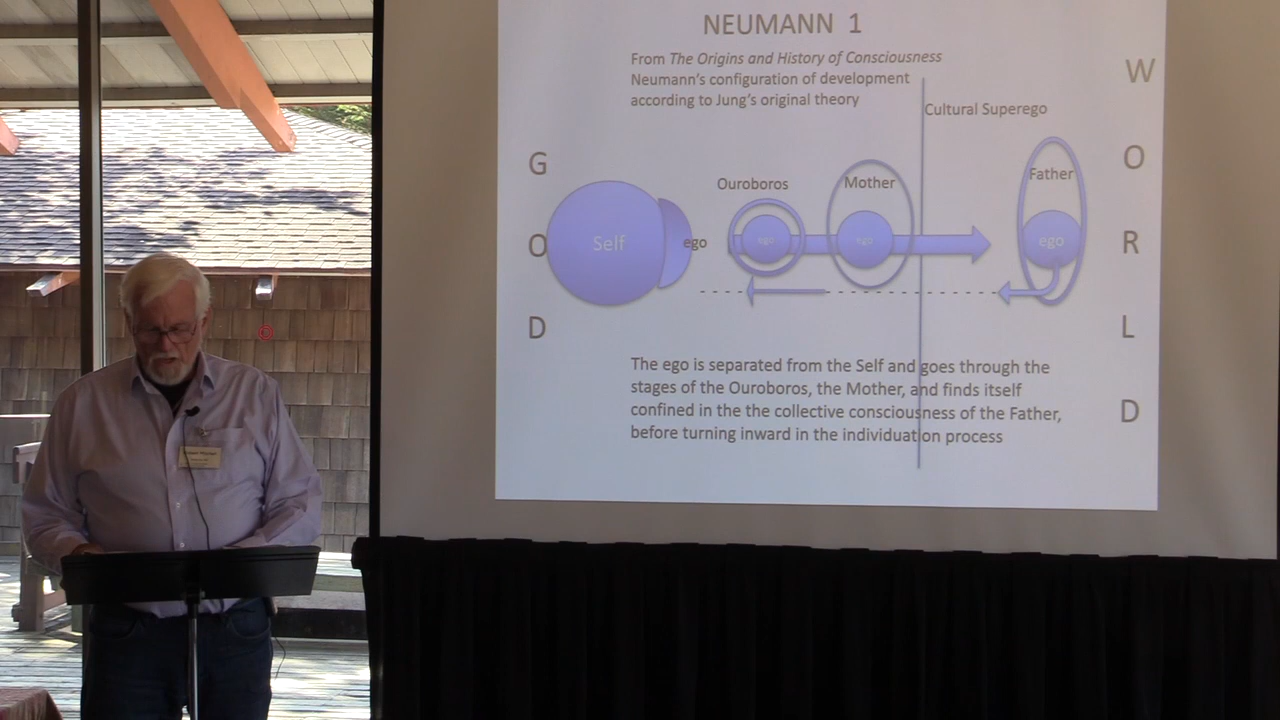 NEUMANN 1
From The Origins and History of Consciousness
Neumann's configuration of development
according to Jung's original theory
Cultural Superego
G
O
D
Self
ego
Ouroboros
ego
Mother
ego
Father
ego
W
O
R
L
D
The ego is separated from the Self and goes through the
stages of the Ouroboros, the Mother, and finds itself
confined in the the collective consciousness of the Father,
before turning inward in the individuation process